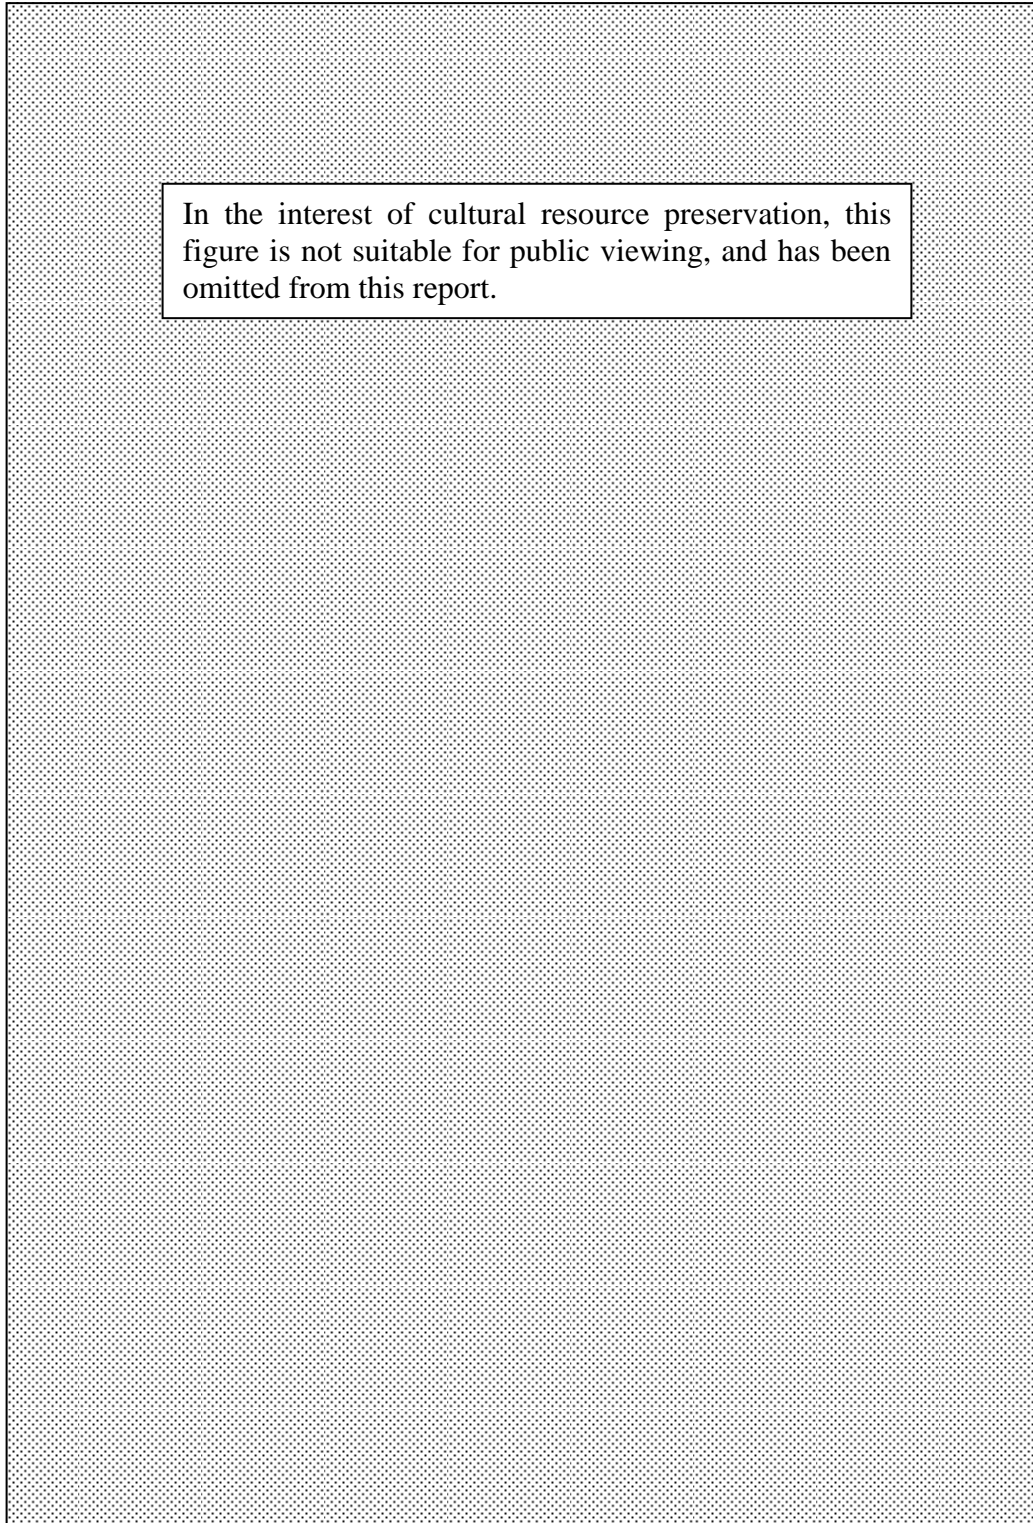 In the interest of cultural resource preservation, this
figure is not suitable for public viewing, and has been
omitted from this report.